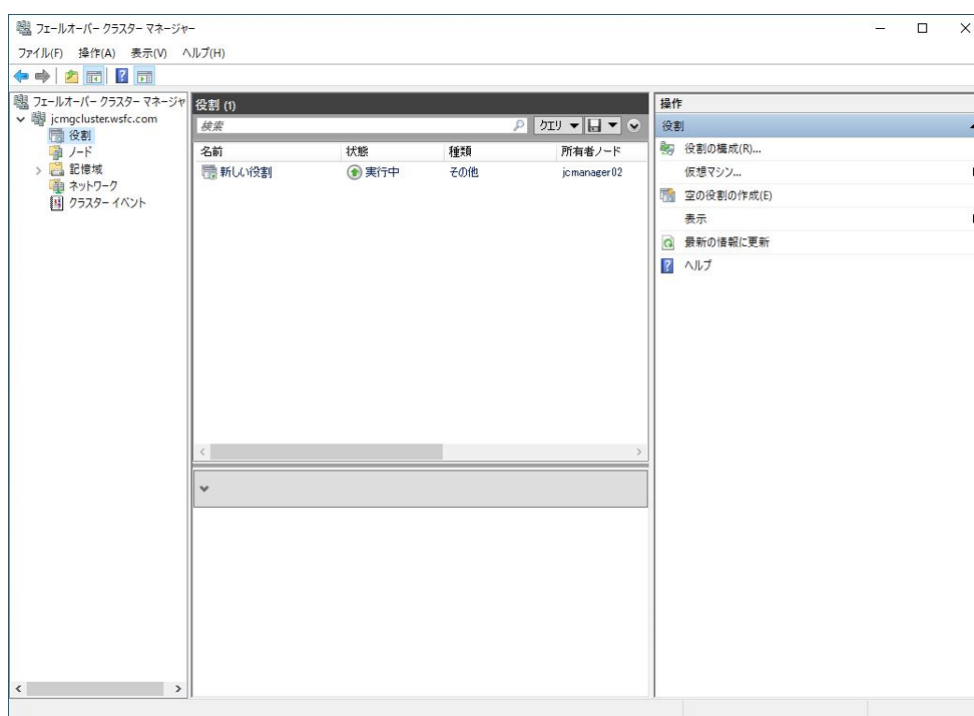 フェールオーバー クラスター マネージャー
ファイル(F) 操作(A) 表示(V) ヘルプ(H)
フェールオーバー クラスター マネージャ
jcmgcluster.wsfc.com
役割
ノード
記憶域
ネットワーク
クラスター イベント
役割 (1)
検索
クエリ
名前 状態 種類 所有者ノード
新しい役割 実行中 その他 jcmanager02
操作
役割
役割の構成(R)...
仮想マシン...
空の役割の作成(E)
表示
最新の情報に更新
ヘルプ